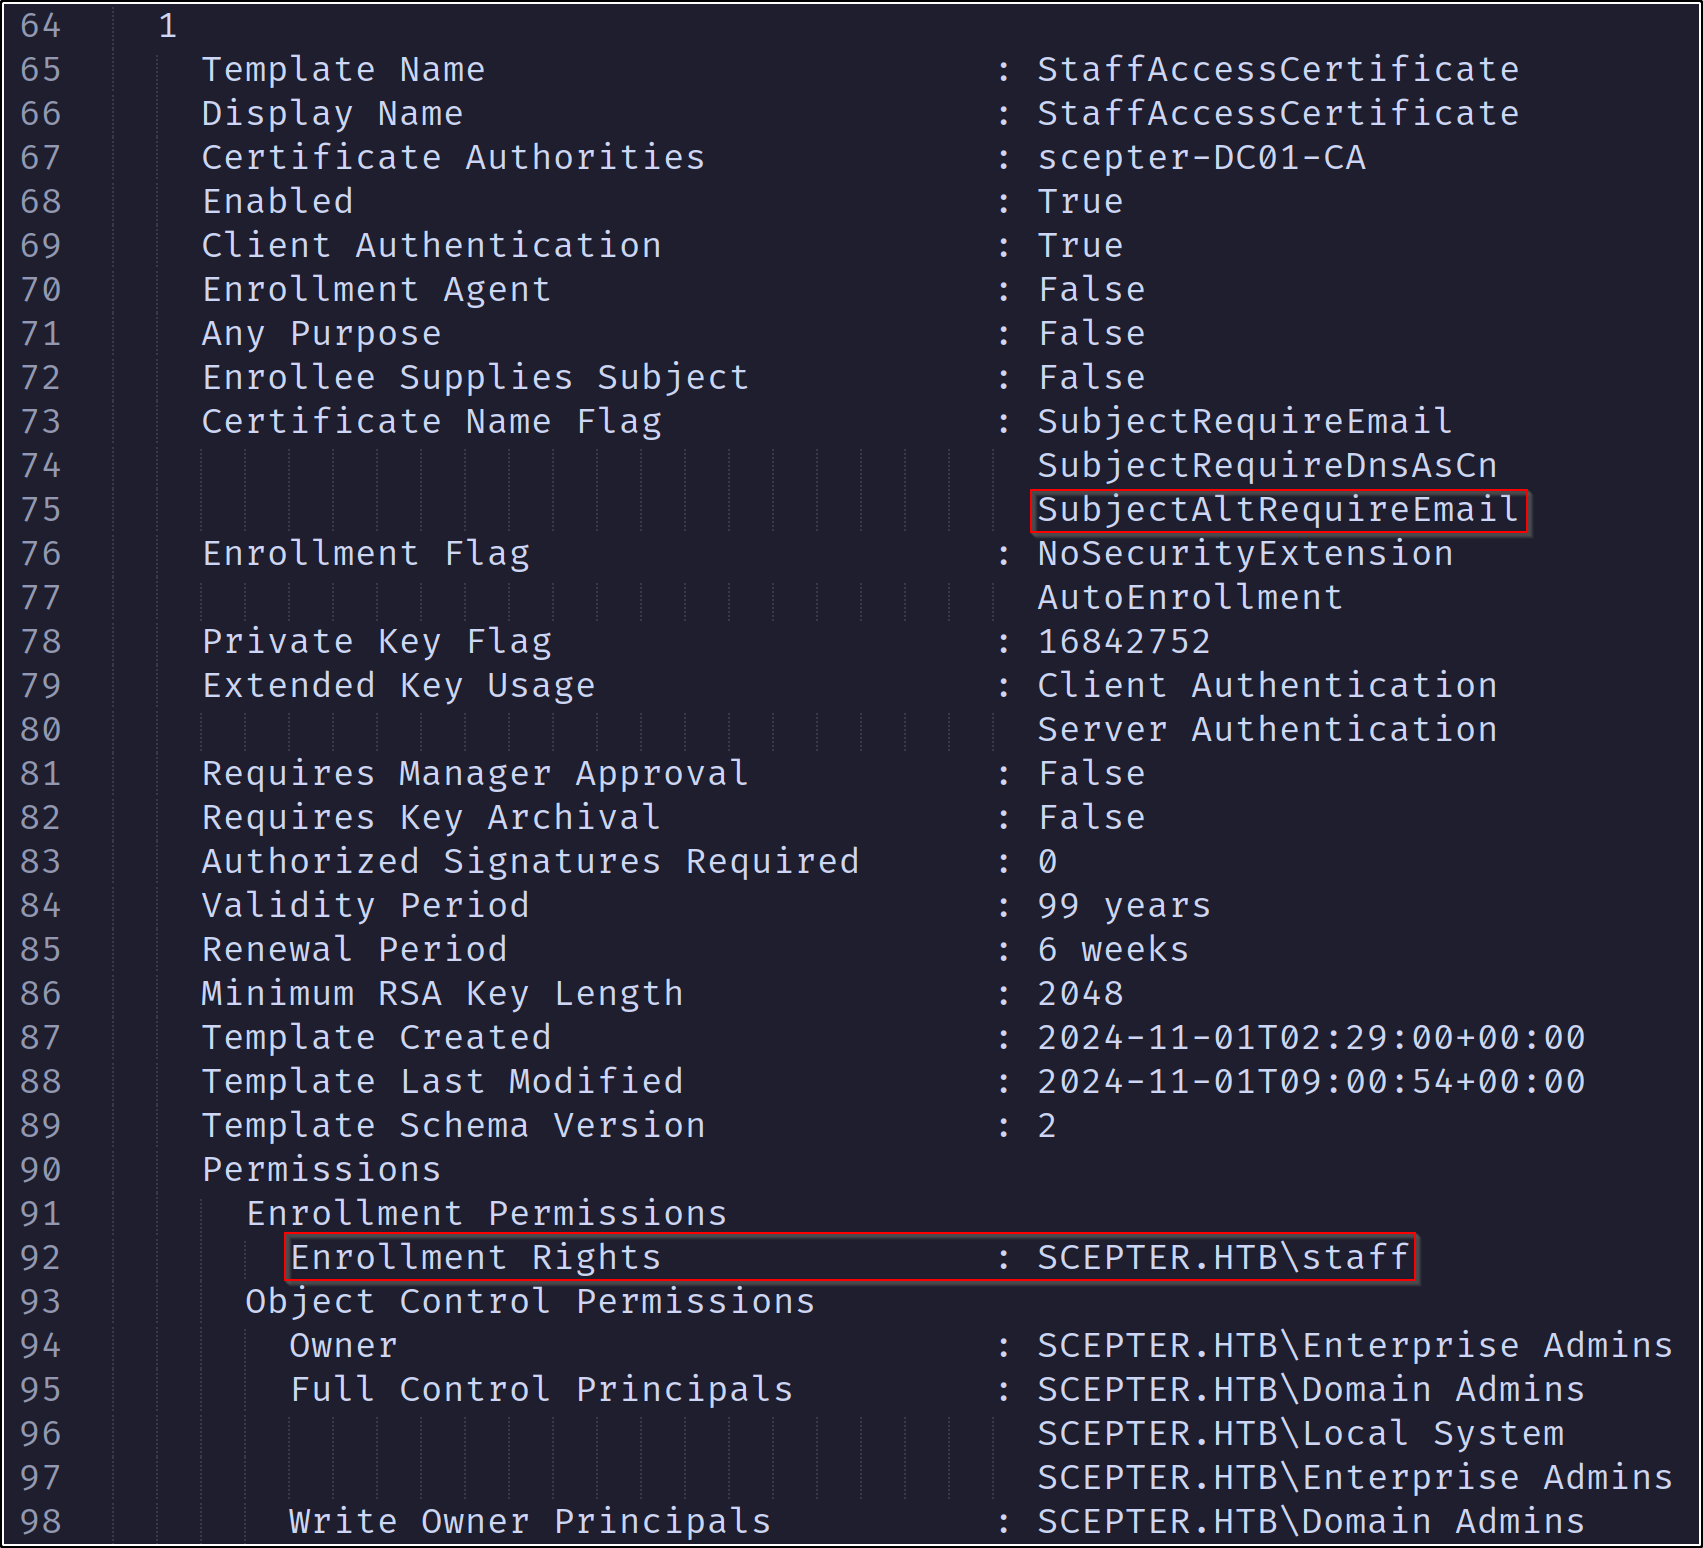 64 1
65 Template Name : StaffAccessCertificate
66 Display Name : StaffAccessCertificate
67 Certificate Authorities : scepter-DC01-CA
68 Enabled : True
69 Client Authentication : True
70 Enrollment Agent : False
71 Any Purpose : False
72 Enrollee Supplies Subject : False
73 Certificate Name Flag : SubjectRequireEmail
74 SubjectRequireDnsAsCn
75 SubjectAltRequireEmail
76 Enrollment Flag : NoSecurityExtension
77 AutoEnrollment
78 Private Key Flag : 16842752
79 Extended Key Usage : Client Authentication
80 Server Authentication
81 Requires Manager Approval : False
82 Requires Key Archival : False
83 Authorized Signatures Required : 0
84 Validity Period : 99 years
85 Renewal Period : 6 weeks
86 Minimum RSA Key Length : 2048
87 Template Created : 2024-11-01T02:29:00+00:00
88 Template Last Modified : 2024-11-01T09:00:54+00:00
89 Template Schema Version : 2
90 Permissions
91 Enrollment Permissions
92 Enrollment Rights : SCEPTER.HTB\staff
93 Object Control Permissions
94 Owner : SCEPTER.HTB\Enterprise Admins
95 Full Control Principals : SCEPTER.HTB\Domain Admins
96 SCEPTER.HTB\Local System
97 SCEPTER.HTB\Enterprise Admins
98 Write Owner Principals : SCEPTER.HTB\Domain Admins